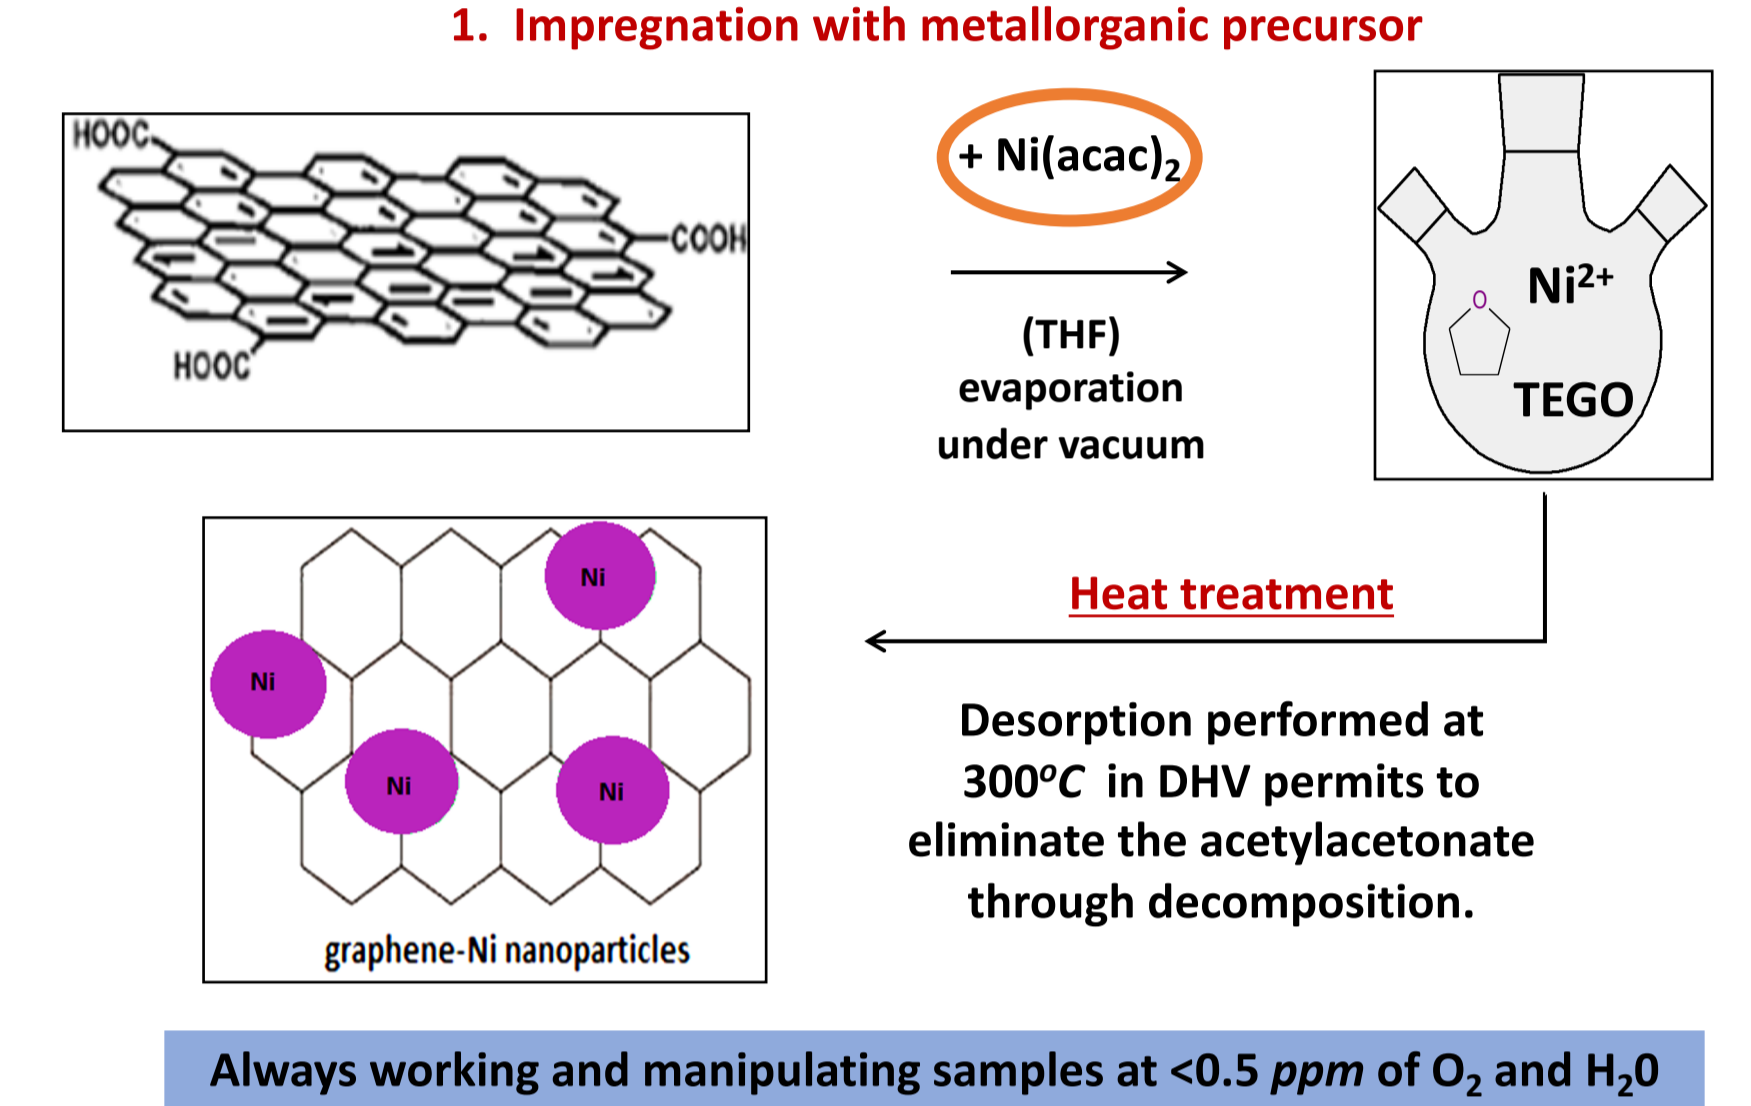 1. Impregnation with metallorganic precursor
HOOC
COOH
HOOC
+ Ni(acac)₂
(THF)
evaporation
under vacuum
Ni²⁺
O
TEGO
Heat treatment
Desorption performed at
300ºC in DHV permits to
eliminate the acetylacetonate
through decomposition.
Ni
Ni
Ni
Ni
graphene-Ni nanoparticles
Always working and manipulating samples at <0.5 ppm of O₂ and H₂0